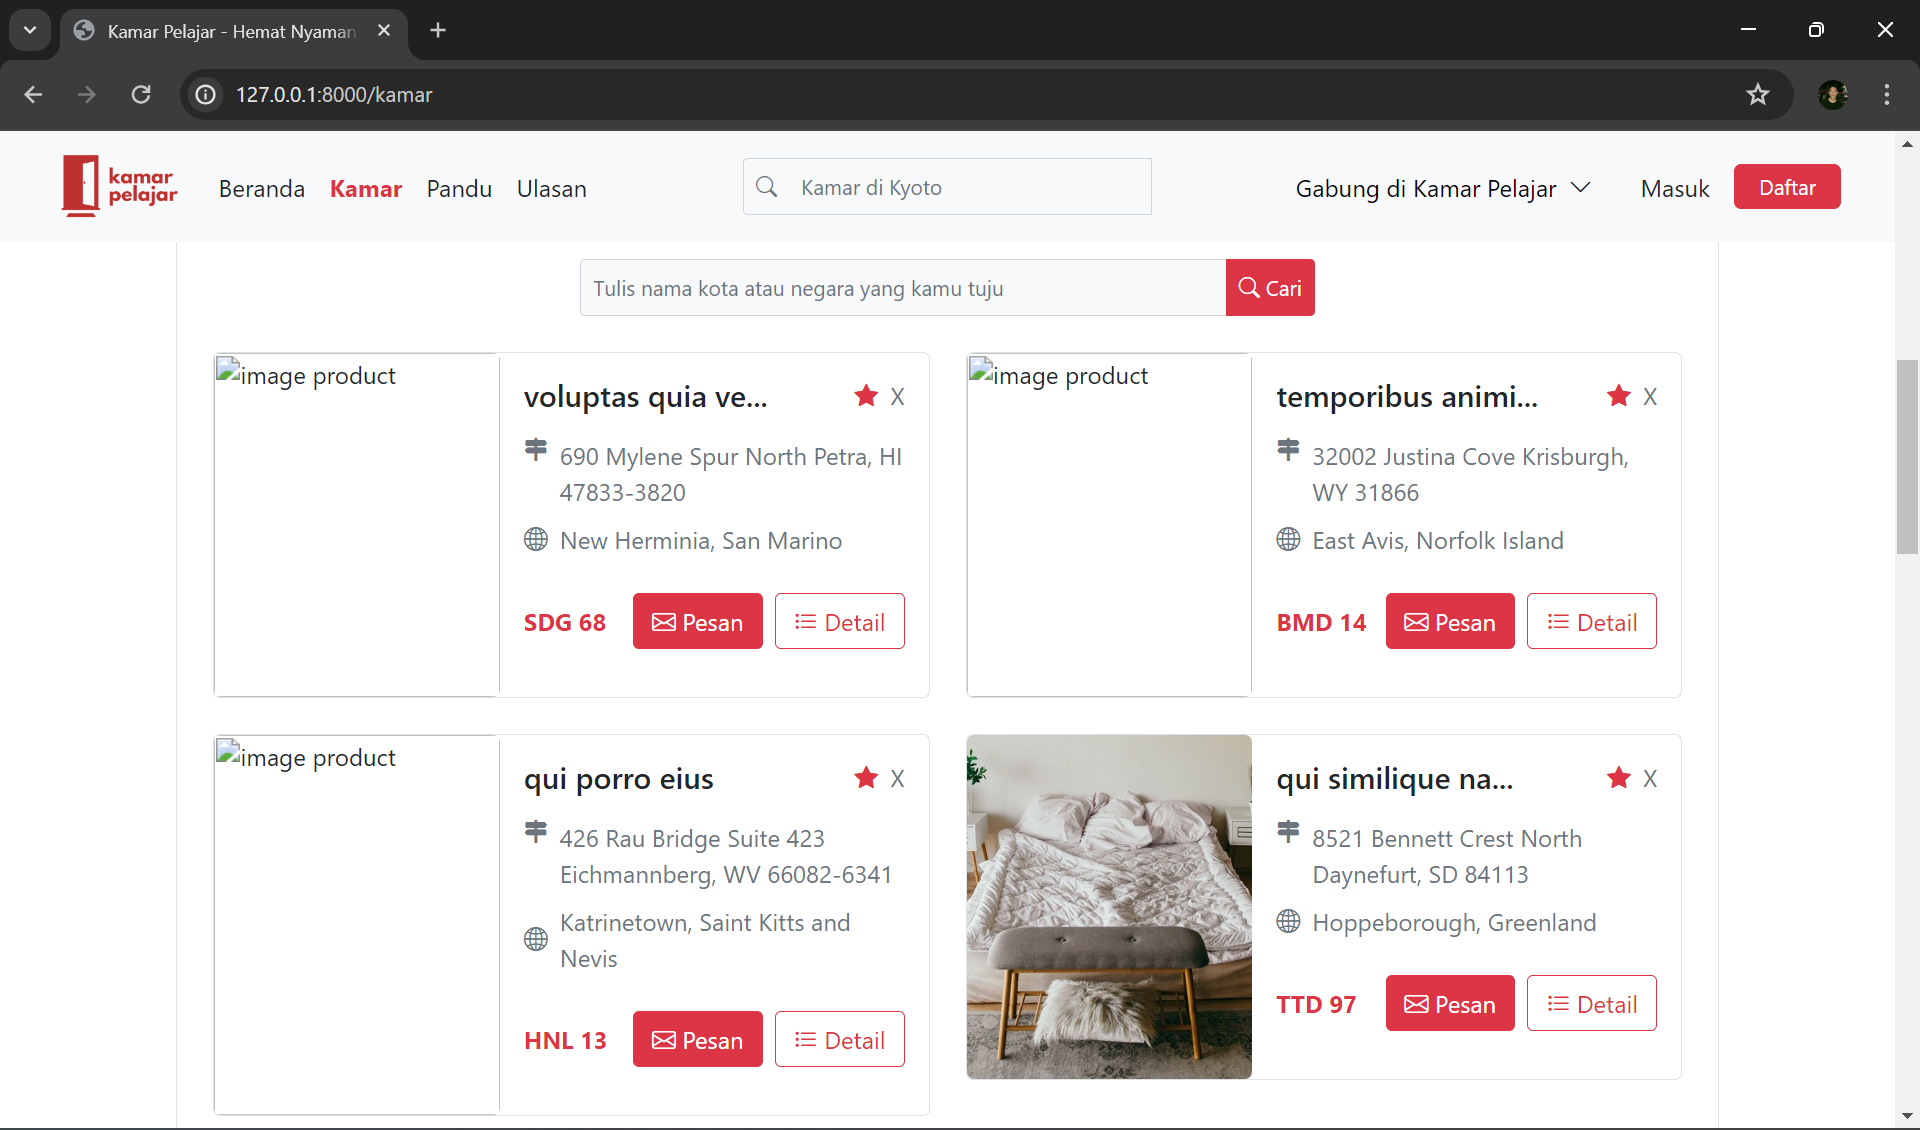 Kamar Pelajar - Hemat Nyaman
127.0.0.1:8000/kamar
kamar
pelajar
Beranda
Kamar
Pandu
Ulasan
Kamar di Kyoto
Gabung di Kamar Pelajar
Masuk
Daftar
Tulis nama kota atau negara yang kamu tuju
Cari
image product
voluptas quia ve...
X
690 Mylene Spur North Petra, HI
47833-3820
New Herminia, San Marino
SDG 68
Pesan
Detail
image product
temporibus animi...
X
32002 Justina Cove Krisburgh,
WY 31866
East Avis, Norfolk Island
BMD 14
Pesan
Detail
image product
qui porro eius
X
426 Rau Bridge Suite 423
Eichmannberg, WV 66082-6341
Katrinetown, Saint Kitts and
Nevis
HNL 13
Pesan
Detail
qui similique na...
X
8521 Bennett Crest North
Daynefurt, SD 84113
Hoppeborough, Greenland
TTD 97
Pesan
Detail